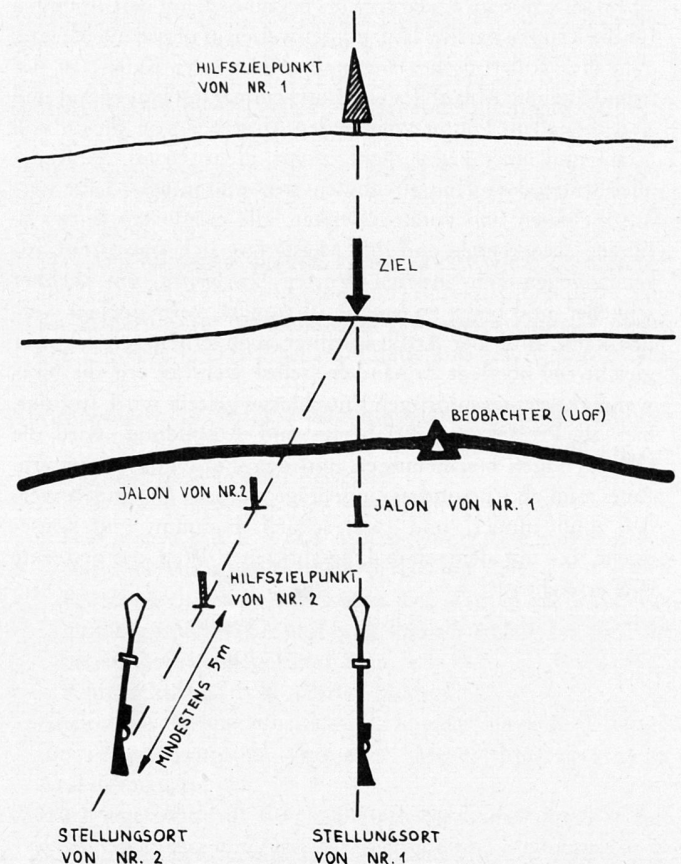 HILFSZIELPUNKT
VON NR. 1
ZIEL
BEOBACHTER (UOF)
JALON VON NR.2
JALON VON NR. 1
HILFSZIELPUNKT
VON NR. 2
MINDESTENS 5m
STELLUNGSORT
VON NR. 2
STELLUNGSORT
VON NR. 1